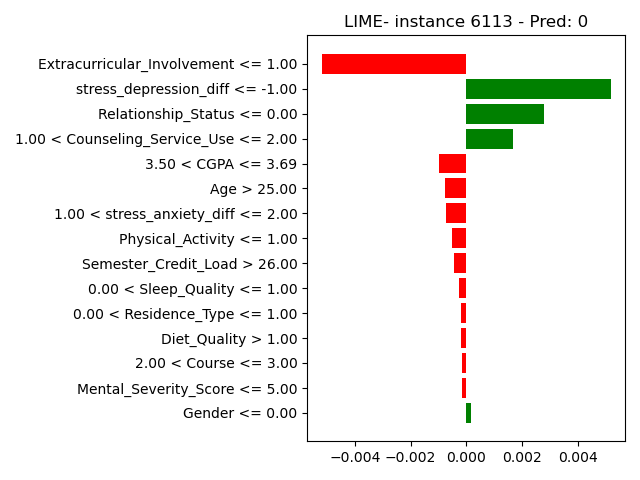 LIME- instance 6113 - Pred: 0
Extracurricular_Involvement <= 1.00
stress_depression_diff <= -1.00
Relationship_Status <= 0.00
1.00 < Counseling_Service_Use <= 2.00
3.50 < CGPA <= 3.69
Age > 25.00
1.00 < stress_anxiety_diff <= 2.00
Physical_Activity <= 1.00
Semester_Credit_Load > 26.00
0.00 < Sleep_Quality <= 1.00
0.00 < Residence_Type <= 1.00
Diet_Quality > 1.00
2.00 < Course <= 3.00
Mental_Severity_Score <= 5.00
Gender <= 0.00
−0.004 −0.002 0.000 0.002 0.004